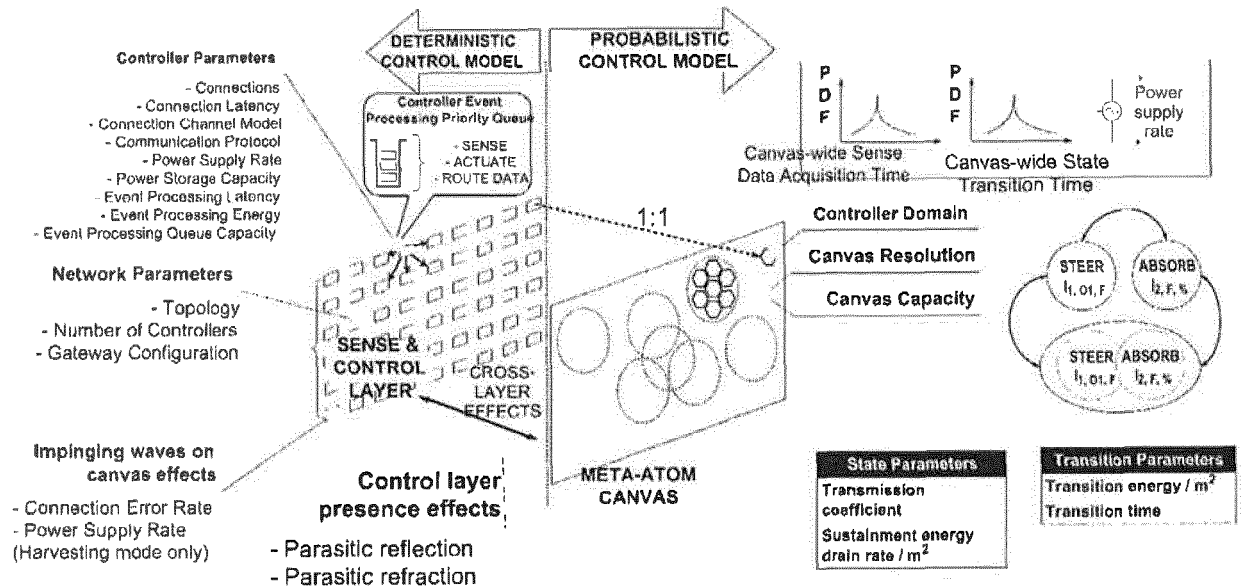 DETERMINISTIC
CONTROL MODEL
PROBABILISTIC
CONTROL MODEL
Controller Parameters
- Connections
- Connection Latency
- Connection Channel Model
- Communication Protocol
- Power Supply Rate
- Power Storage Capacity
- Event Processing Latency
- Event Processing Energy
- Event Processing Queue Capacity
Controller Event
Processing Priority Queue
- SENSE
- ACTUATE
- ROUTE DATA
P
D
F
Canvas-wide Sense
Data Acquisition Time
P
D
F
Canvas-wide State
Transition Time
Power
supply
rate
1:1
Controller Domain
Canvas Resolution
Canvas Capacity
Network Parameters
- Topology
- Number of Controllers
- Gateway Configuration
SENSE &
CONTROL
LAYER
CROSS-
LAYER
EFFECTS
STEER
I1, O1, F
ABSORB
I2, F, %
STEER
I1, O1, F
ABSORB
I2, F, %
Impinging waves on
canvas effects
- Connection Error Rate
- Power Supply Rate
(Harvesting mode only)
Control layer
presence effects
- Parasitic reflection
- Parasitic refraction
META-ATOM
CANVAS
State Parameters
Transmission
coefficient
Sustainment energy
drain rate / m²
Transition Parameters
Transition energy / m²
Transition time